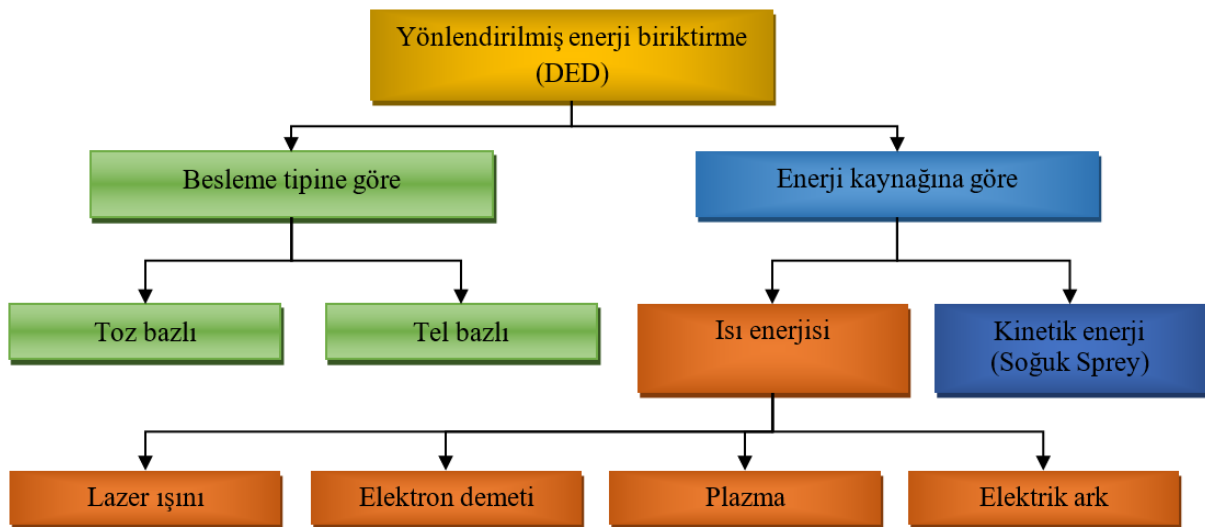 Yönlendirilmiş enerji biriktirme
(DED)
Besleme tipine göre
Enerji kaynağına göre
Toz bazlı
Tel bazlı
Isı enerjisi
Kinetik enerji
(Soğuk Sprey)
Lazer ışını
Elektron demeti
Plazma
Elektrik ark